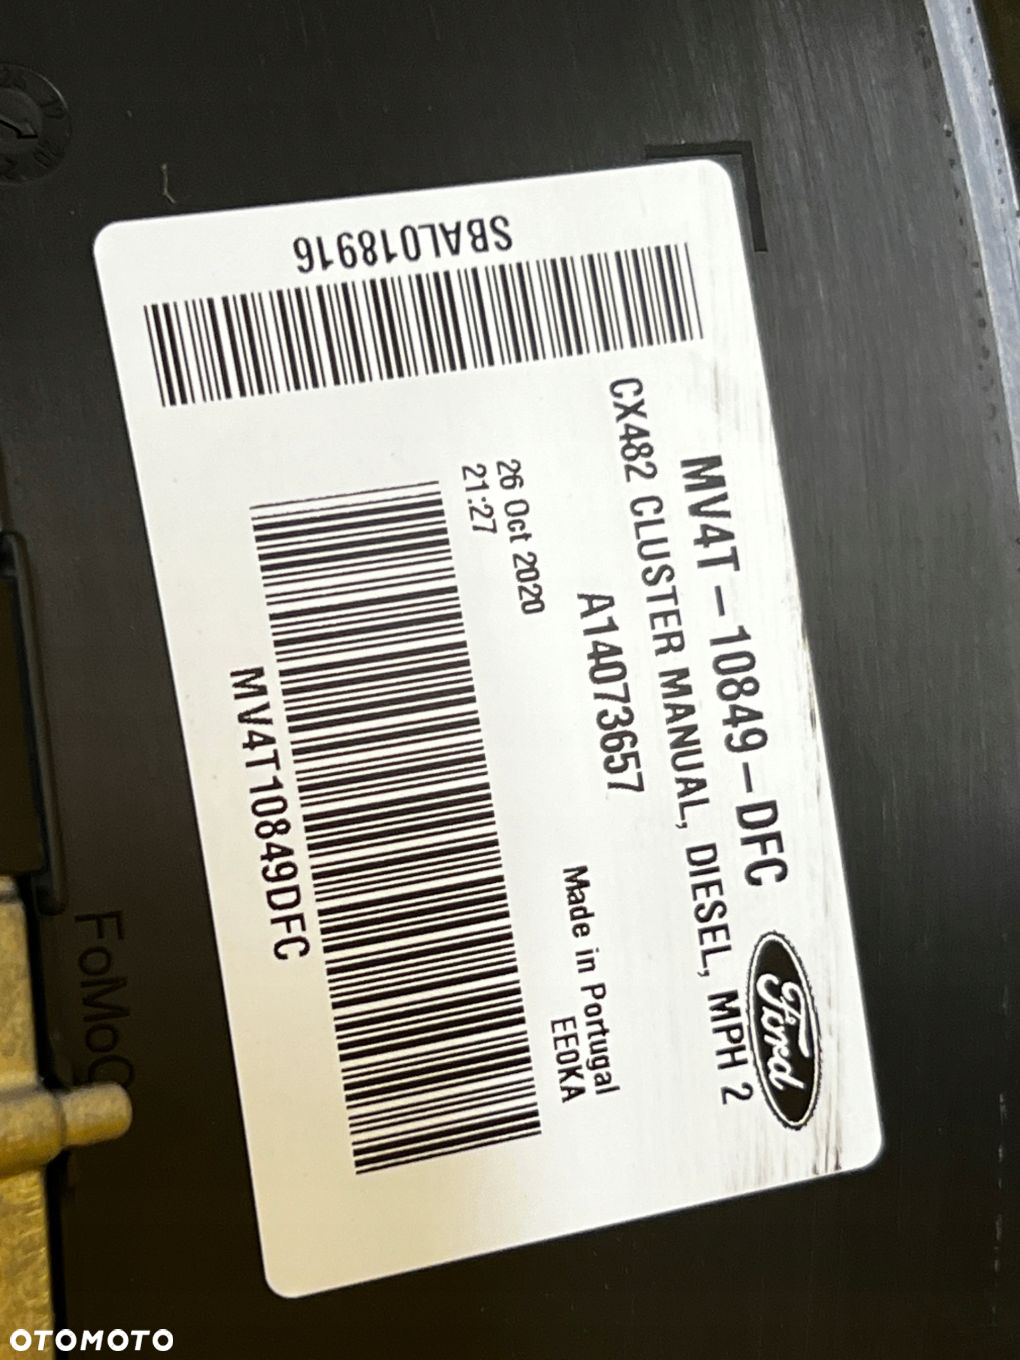 SBAL018916
MV4T-10849-DFC
Ford
CX482 CLUSTER MANUAL, DIESEL, MPH 2
A14073657
26 Oct 2020
21:27
Made in Portugal
EE0KA
MV4T10849DFC
FoMoC
OTOMOTO